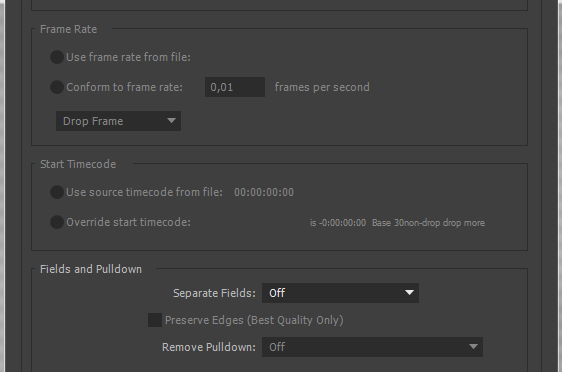 Frame Rate
Use frame rate from file:
Conform to frame rate: 0,01 frames per second
Drop Frame
Start Timecode
Use source timecode from file: 00:00:00:00
Override start timecode: is -0:00:00:00 Base 30non-drop drop more
Fields and Pulldown
Separate Fields: Off
Preserve Edges (Best Quality Only)
Remove Pulldown: Off